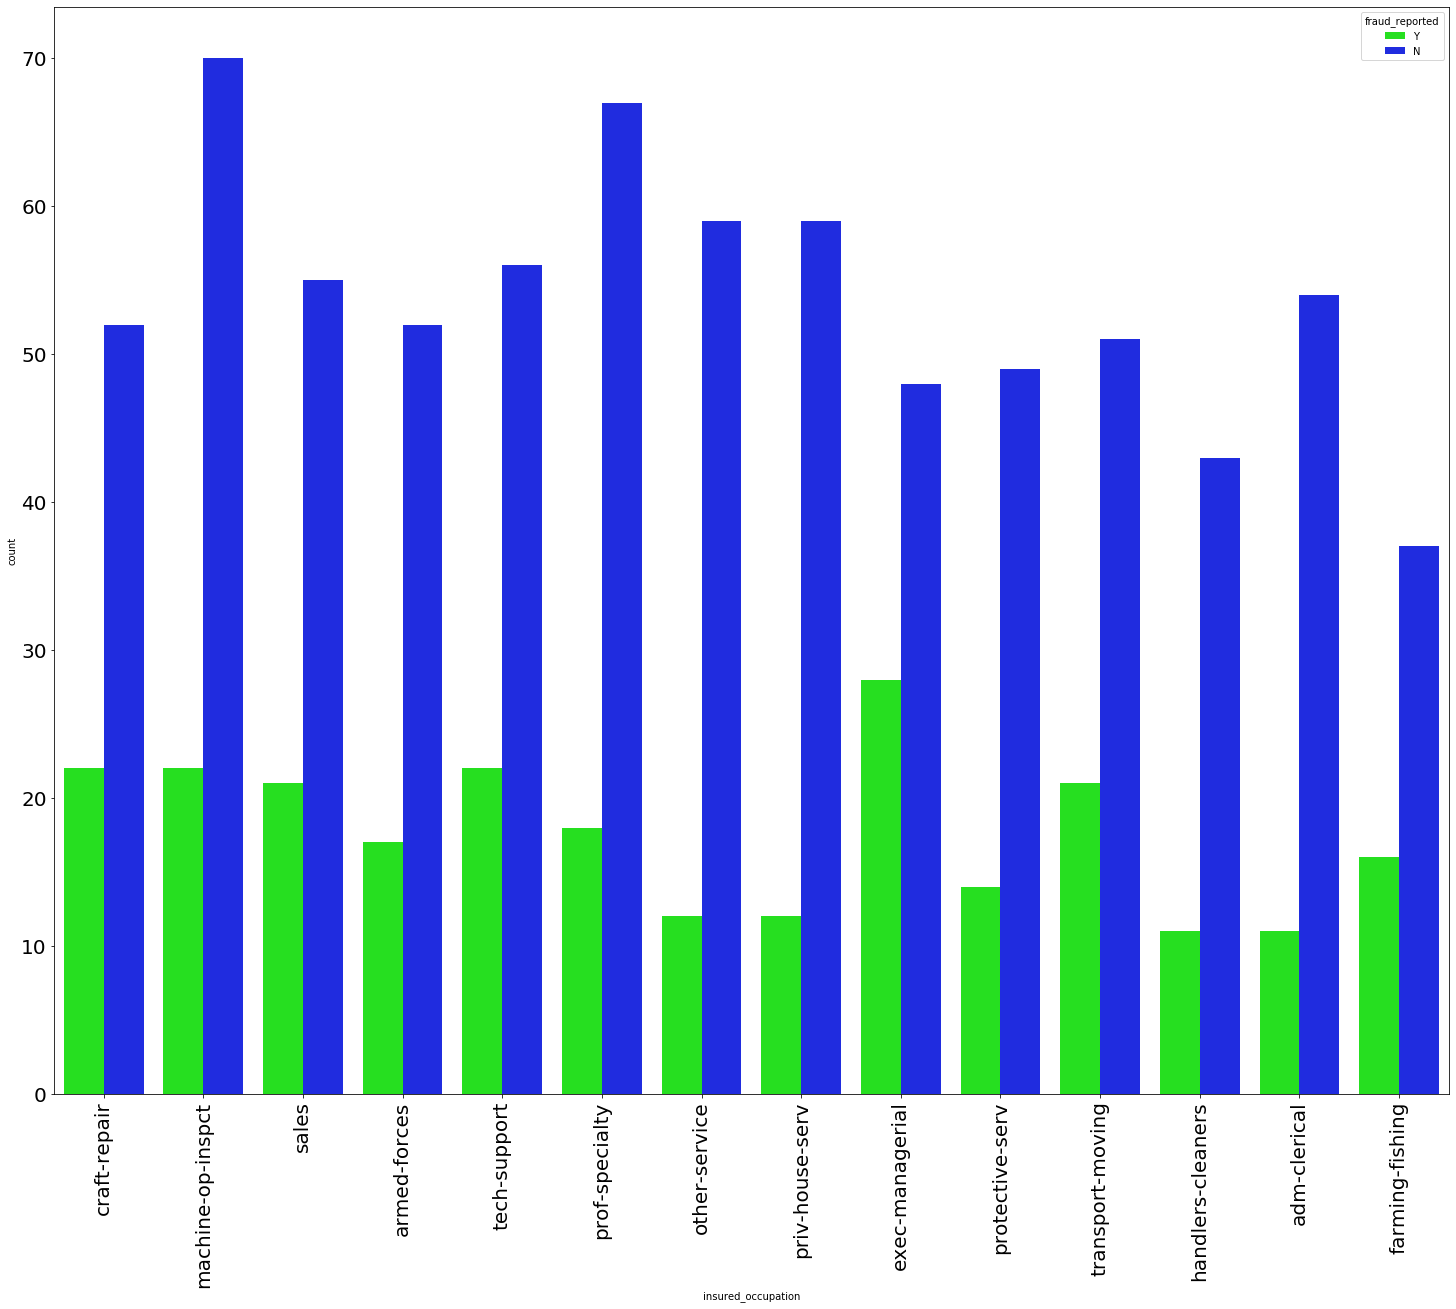 fraud_reported
Y
N
70
60
50
40
30
20
10
0
count
craft-repair
machine-op-inspct
sales
armed-forces
tech-support
prof-specialty
other-service
priv-house-serv
exec-managerial
protective-serv
transport-moving
handlers-cleaners
adm-clerical
farming-fishing
insured_occupation